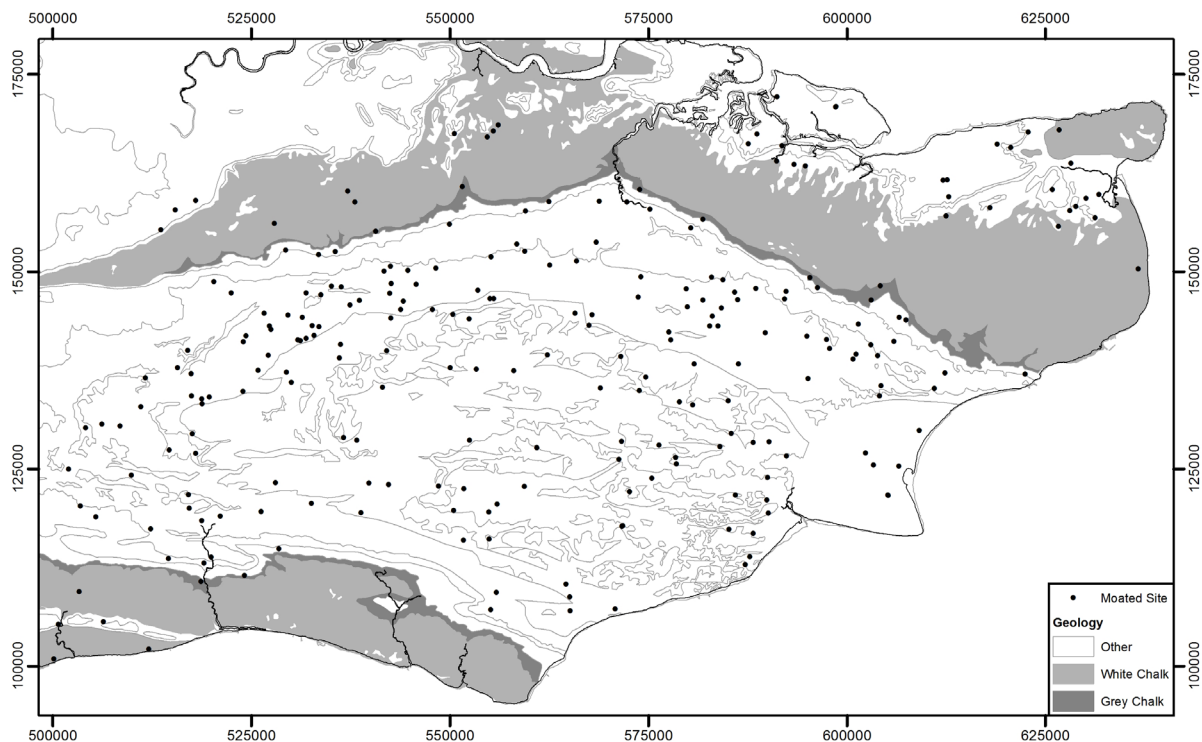 500000 525000 550000 575000 600000 625000
175000 175000
150000 150000
125000 125000
100000 100000
Moated Site
Geology
Other
White Chalk
Grey Chalk
500000 525000 550000 575000 600000 625000